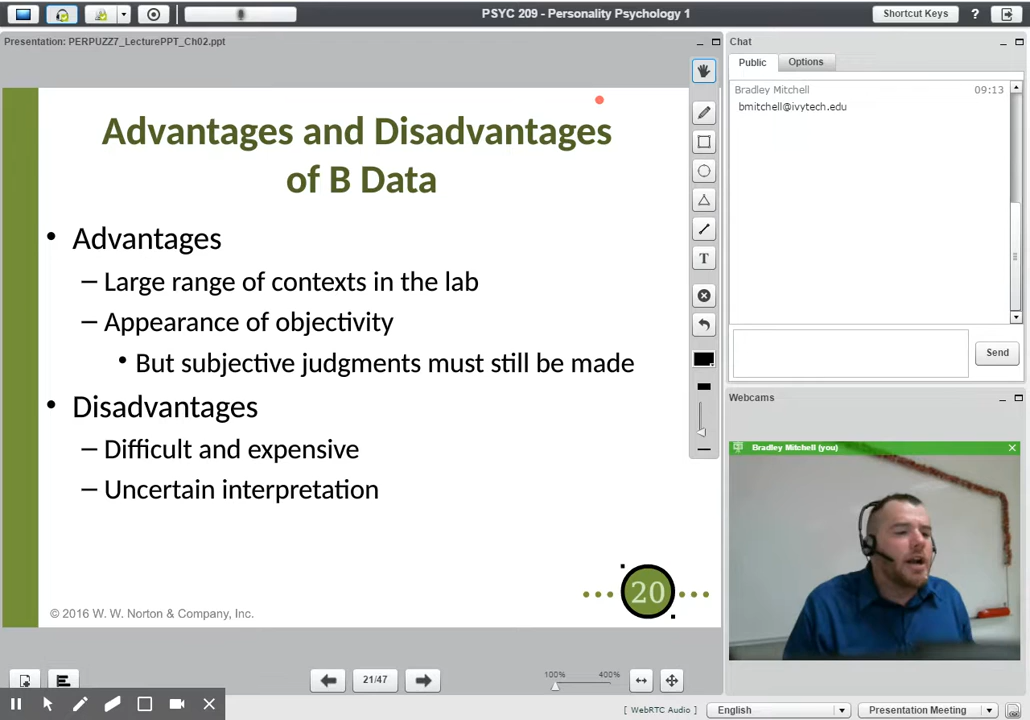 PSYC 209 - Personality Psychology 1
Shortcut Keys
?
Presentation: PERPUZZ7_LecturePPT_Ch02.ppt
Advantages and Disadvantages
of B Data
• Advantages
– Large range of contexts in the lab
– Appearance of objectivity
• But subjective judgments must still be made
• Disadvantages
– Difficult and expensive
– Uncertain interpretation
20
© 2016 W. W. Norton & Company, Inc.
T
21/47
100%
400%
Chat
Public
Options
Bradley Mitchell
09:13
bmitchell@ivytech.edu
Send
Webcams
Bradley Mitchell (you)
[ WebRTC Audio ]
English
Presentation Meeting